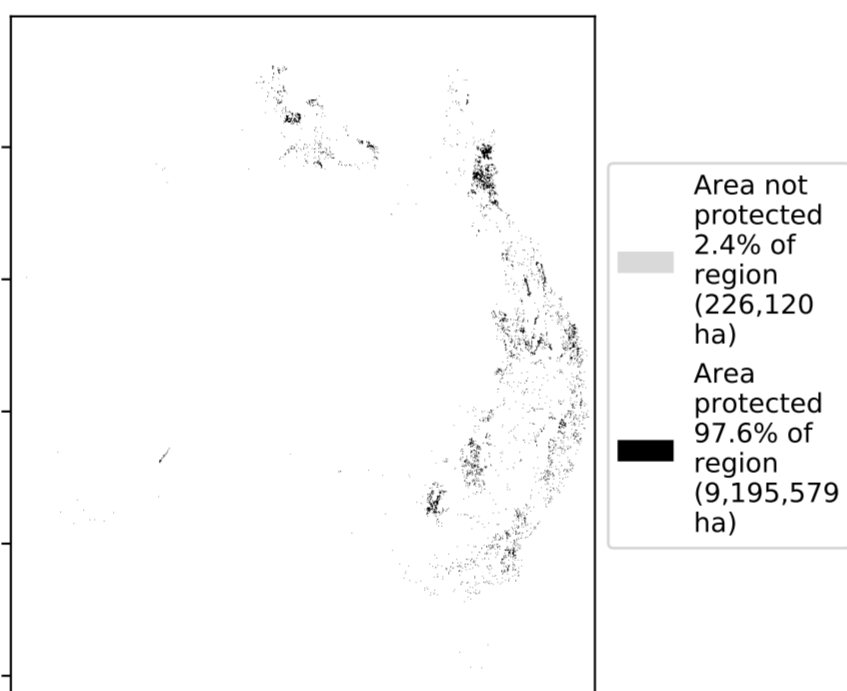 Area not
protected
2.4% of
region
(226,120
ha)
Area
protected
97.6% of
region
(9,195,579
ha)